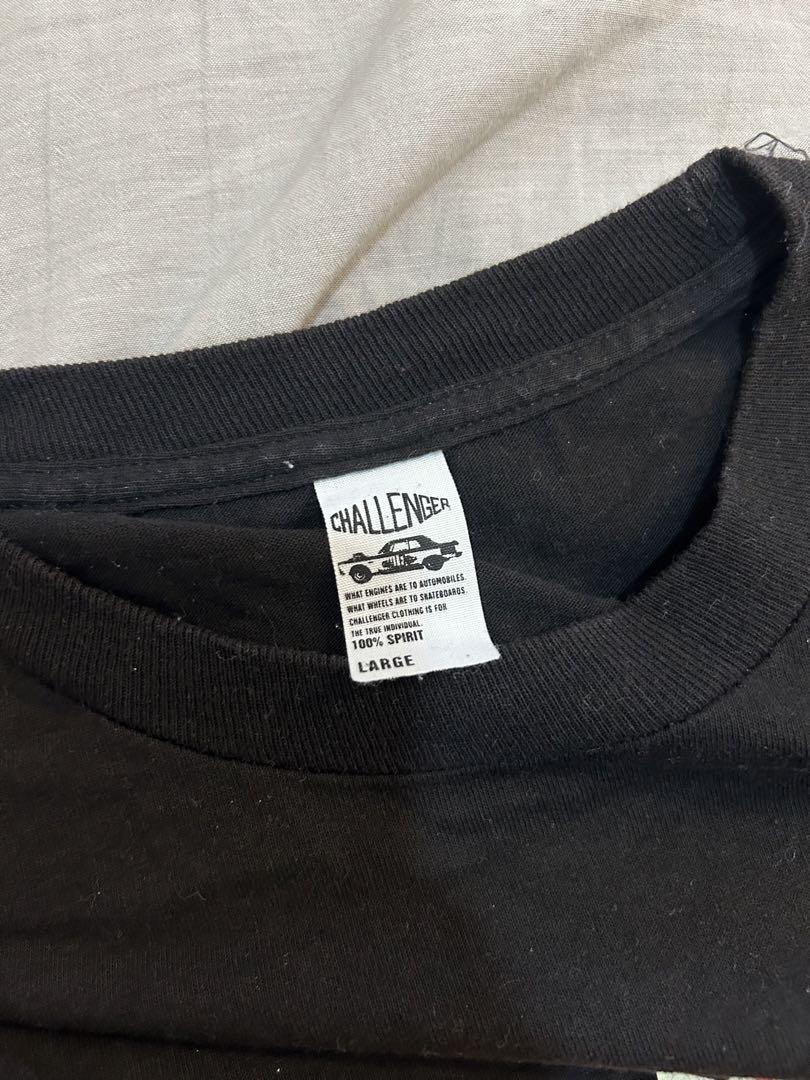 CHALLENGER
WHAT ENGINES ARE TO AUTOMOBILES.
WHAT WHEELS ARE TO SKATEBOARDS.
CHALLENGER CLOTHING IS FOR
THE TRUE INDIVIDUAL.
100% SPIRIT
LARGE